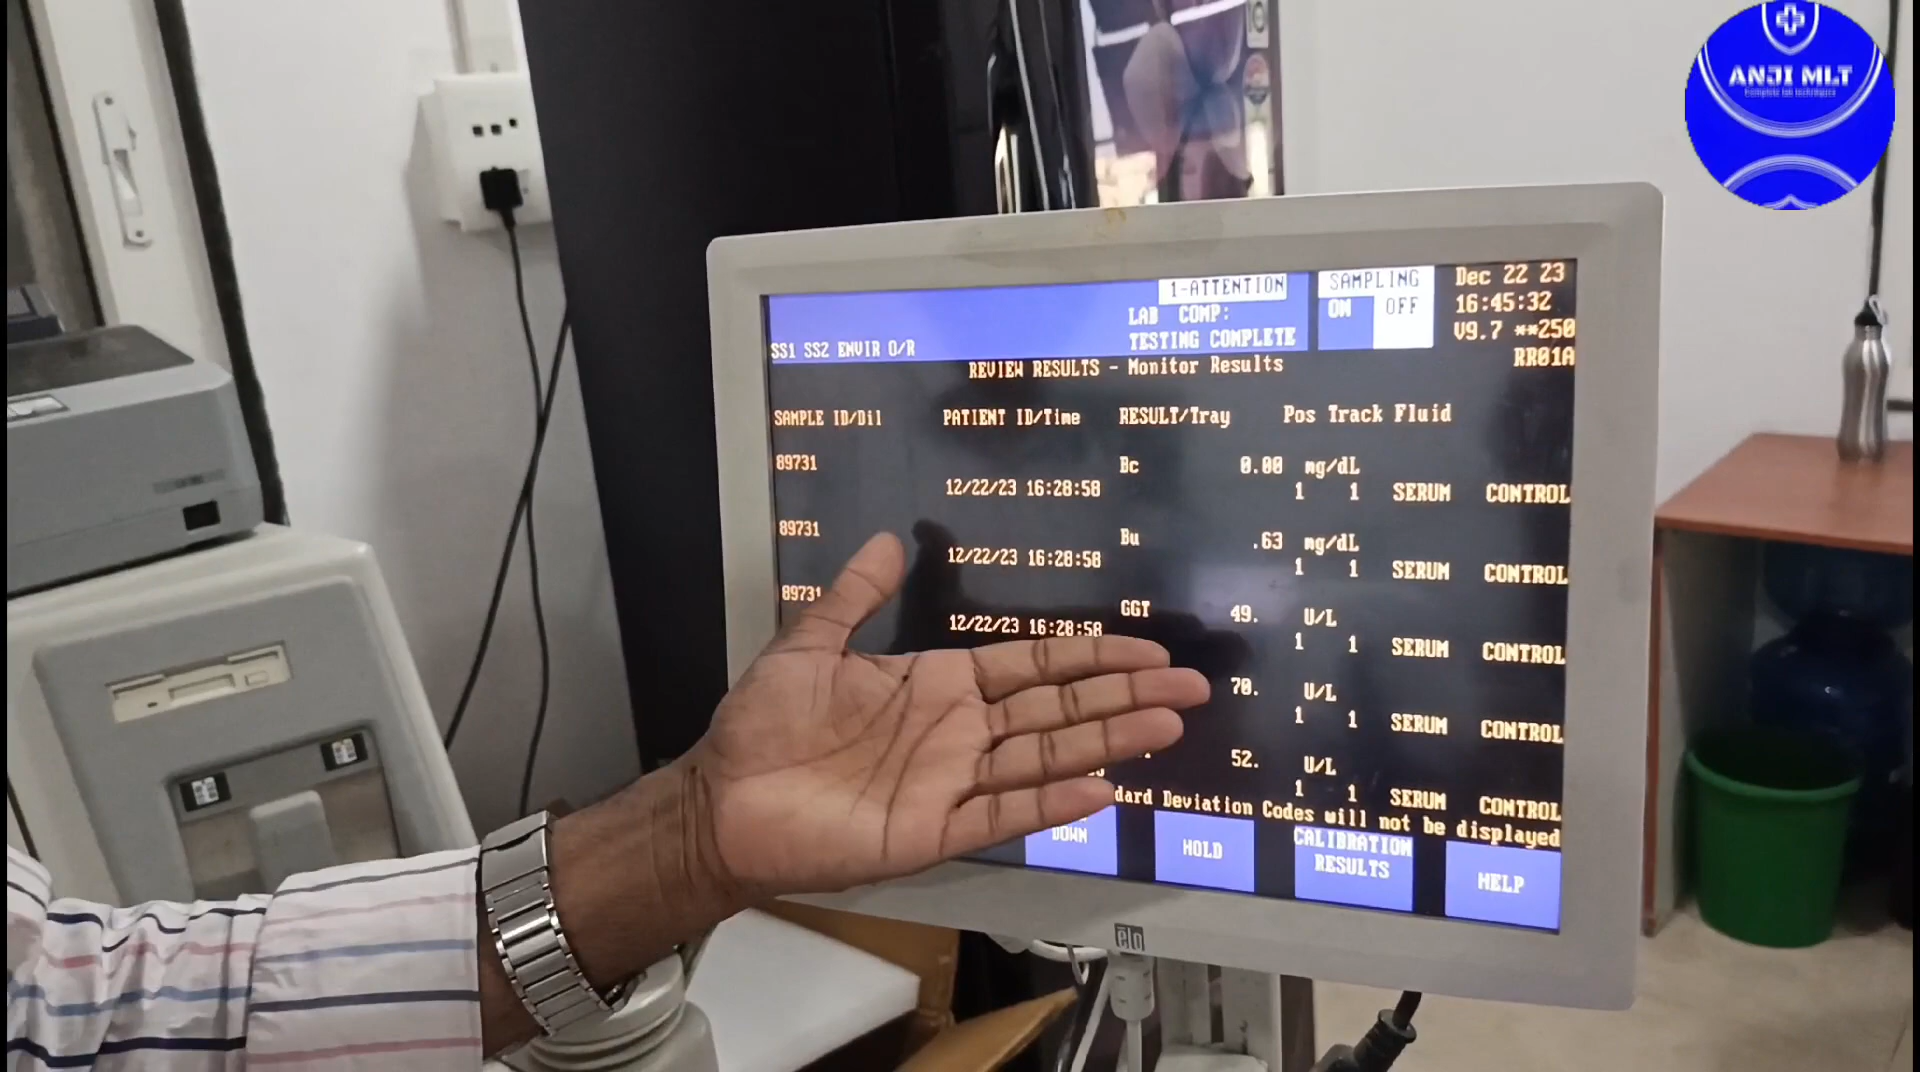 ANJI MLT
1-ATTENTION
SAMPLING
Dec 22 23
LAB COMP:
ON OFF
16:45:32
SS1 SS2 ENVIR O/R
TESTING COMPLETE
V9.7 **250
REVIEW RESULTS - Monitor Results
RR01A
SAMPLE ID/Dil PATIENT ID/Time RESULT/Tray Pos Track Fluid
89731 Bc 0.00 mg/dL
12/22/23 16:28:58 1 1 SERUM CONTROL
89731 Bu .63 mg/dL
12/22/23 16:28:58 1 1 SERUM CONTROL
89731 GGT 49. U/L
12/22/23 16:28:58 1 1 SERUM CONTROL
70. U/L
1 1 SERUM CONTROL
52. U/L
1 1 SERUM CONTROL
dard Deviation Codes will not be displayed
DOWN
HOLD
CALIBRATION
RESULTS
HELP
elo